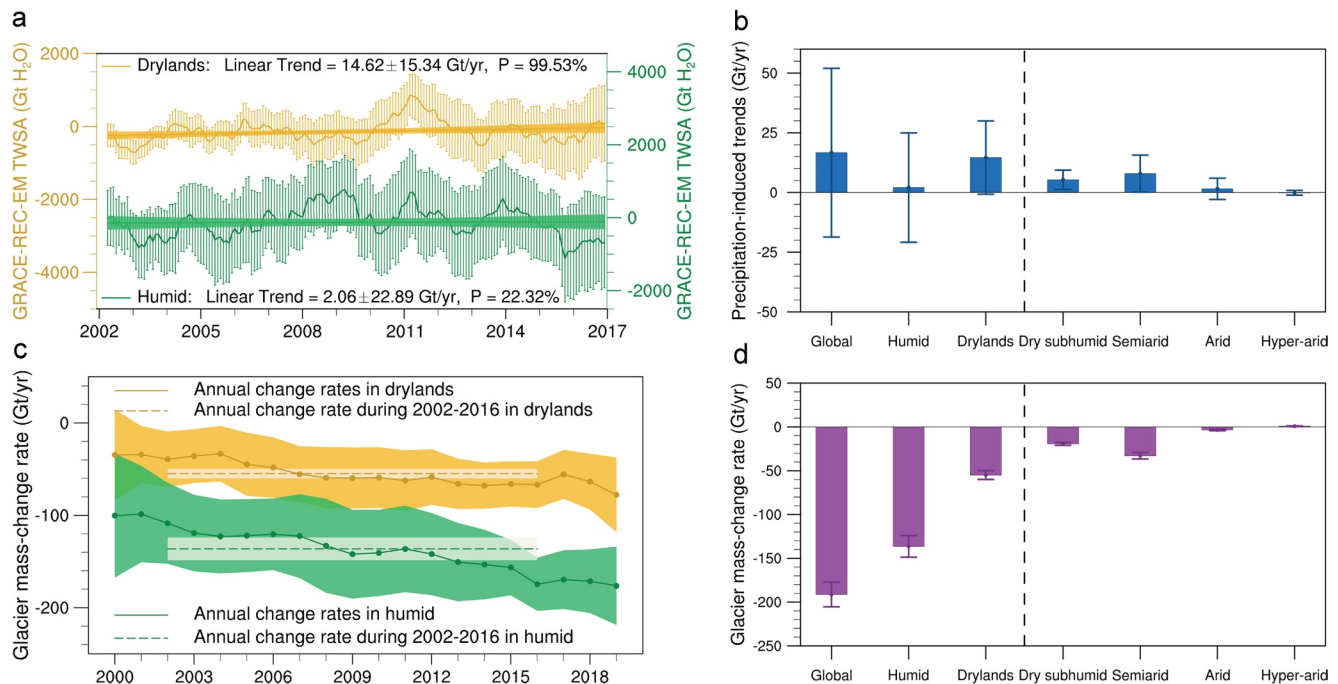 a
GRACE-REC-EM TWSA (Gt H₂O)
2000
0
-2000
-4000
Drylands: Linear Trend = 14.62±15.34 Gt/yr, P = 99.53%
Humid: Linear Trend = 2.06±22.89 Gt/yr, P = 22.32%
4000
2000
0
-2000
GRACE-REC-EM TWSA (Gt H₂O)
2002 2005 2008 2011 2014 2017
b
Precipitation-induced trends (Gt/yr)
50
25
0
-25
-50
Global Humid Drylands Dry subhumid Semiarid Arid Hyper-arid
c
Glacier mass-change rate (Gt/yr)
0
-100
-200
Annual change rates in drylands
Annual change rate during 2002-2016 in drylands
Annual change rates in humid
Annual change rate during 2002-2016 in humid
2000 2003 2006 2009 2012 2015 2018
d
Glacier mass-change rate (Gt/yr)
50
0
-50
-100
-150
-200
-250
Global Humid Drylands Dry subhumid Semiarid Arid Hyper-arid